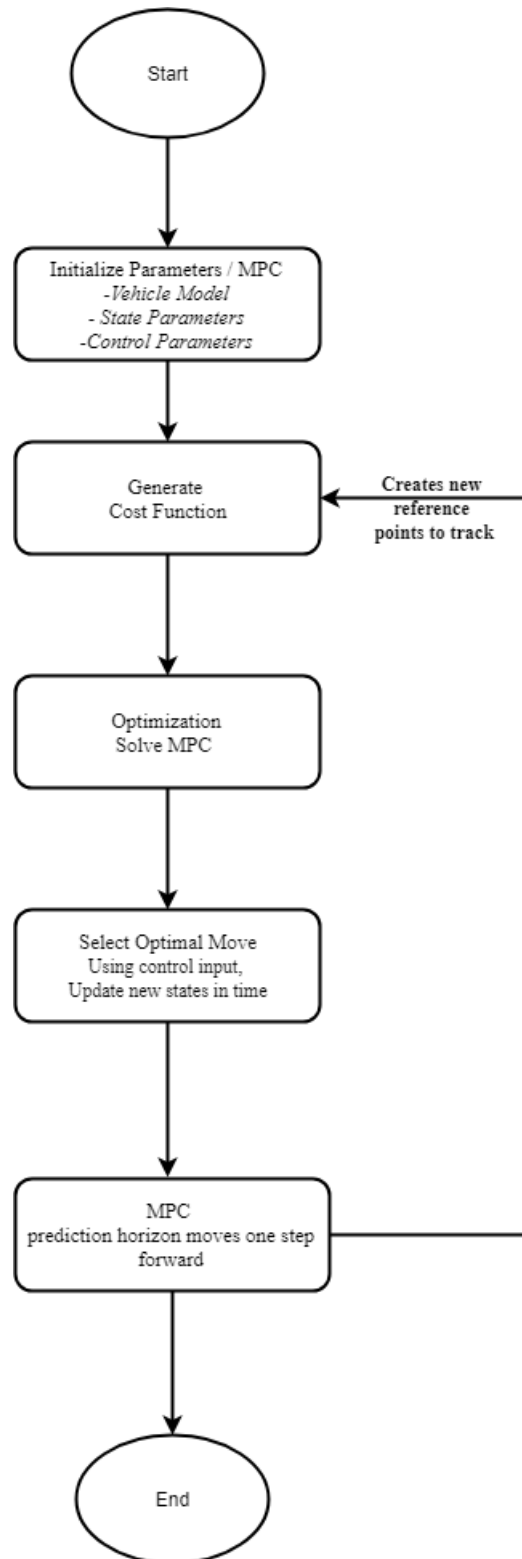 Start
Initialize Parameters / MPC
-Vehicle Model
- State Parameters
-Control Parameters
Generate
Cost Function
Creates new
reference
points to track
Optimization
Solve MPC
Select Optimal Move
Using control input,
Update new states in time
MPC
prediction horizon moves one step
forward
End